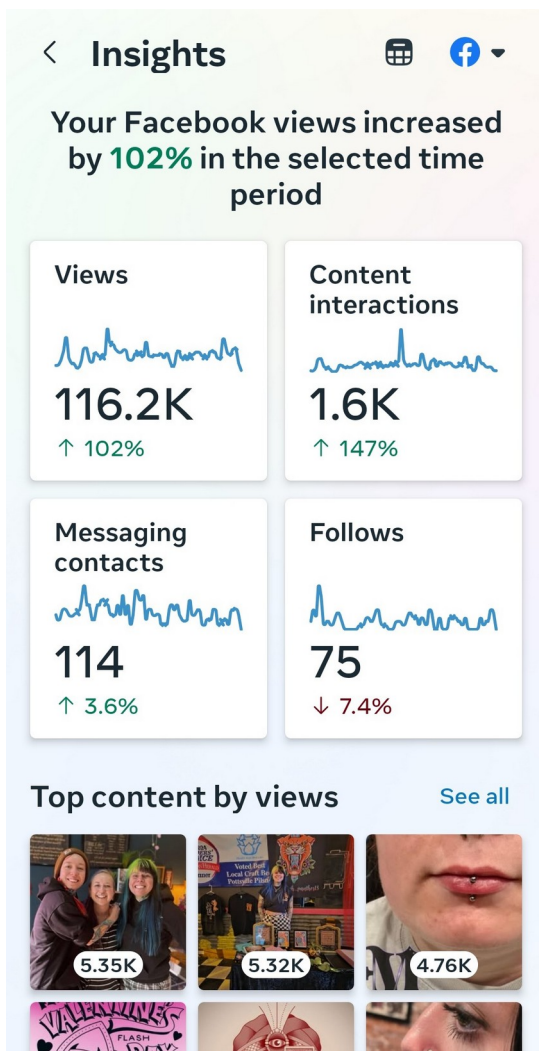 Insights
Your Facebook views increased
by 102% in the selected time
period
Views
116.2K
↑ 102%
Content
interactions
1.6K
↑ 147%
Messaging
contacts
114
↑ 3.6%
Follows
75
↓ 7.4%
Top content by views
See all
5.35K
Voted Best
Local Craft Be
Pottsville
5.32K
4.76K
VALENTINE'S
FLASH